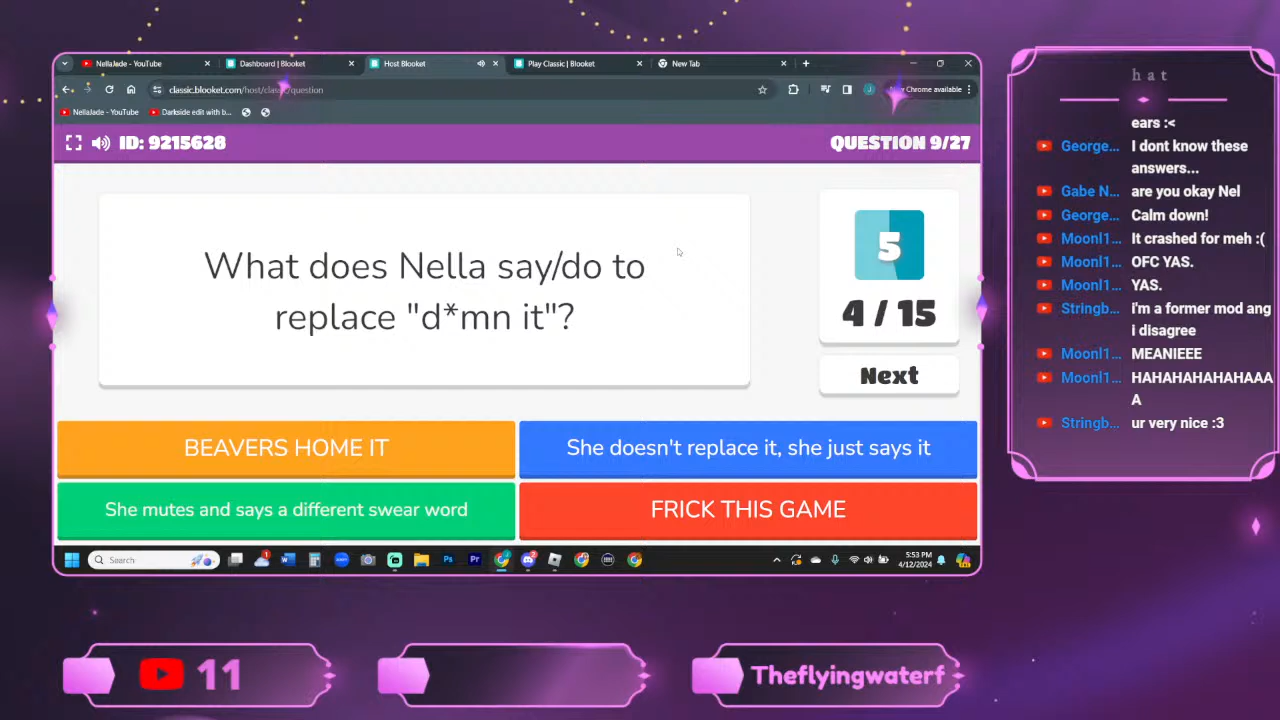 NellaJade - YouTube
Dashboard | Blooket
Host Blooket
Play Classic | Blooket
New Tab
classic.blooket.com/host/classic/question
Chrome available
NellaJade - YouTube
Darkside edit with b...
ID: 9215628
QUESTION 9/27
What does Nella say/do to
replace "d*mn it"?
5
4 / 15
Next
BEAVERS HOME IT
She doesn't replace it, she just says it
She mutes and says a different swear word
FRICK THIS GAME
Search
5:53 PM
4/12/2024
hat
ears :<
George... I dont know these
answers...
Gabe N... are you okay Nel
George... Calm down!
Moonl1... It crashed for meh :(
Moonl1... OFC YAS.
Moonl1... YAS.
Stringb... i'm a former mod ang
i disagree
Moonl1... MEANIEEE
Moonl1... HAHAHAHAHAHAAA
A
Stringb... ur very nice :3
11
Theflyingwaterf